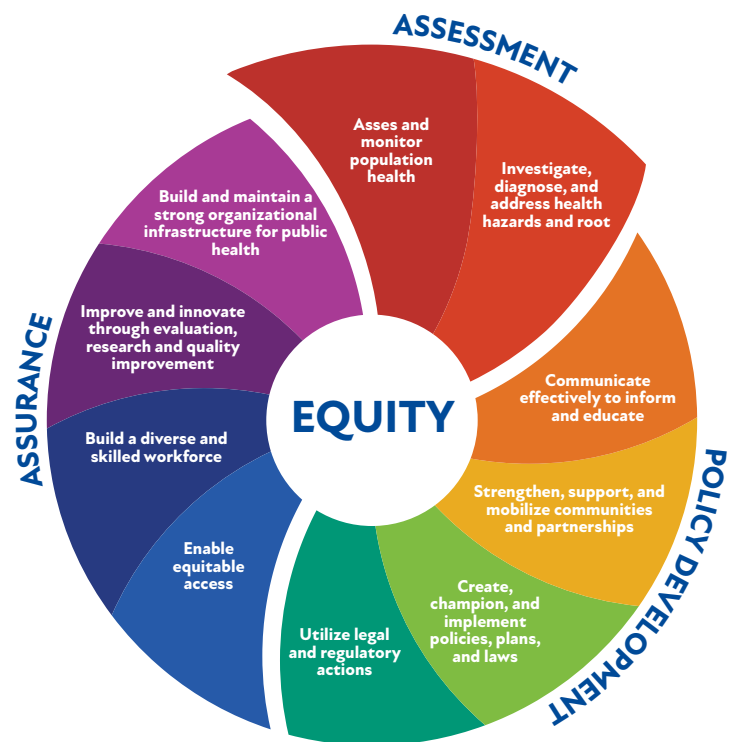 ASSESSMENT
Asses and
monitor
population
health
Investigate,
diagnose, and
address health
hazards and root
Communicate
effectively to inform
and educate
Strengthen, support, and
mobilize communities
and partnerships
Create,
champion, and
implement
policies, plans,
and laws
Utilize legal
and regulatory
actions
POLICY DEVELOPMENT
Enable
equitable
access
Build a diverse and
skilled workforce
Improve and innovate
through evaluation,
research and quality
improvement
Build and maintain a
strong organizational
infrastructure for public
health
ASSURANCE
EQUITY